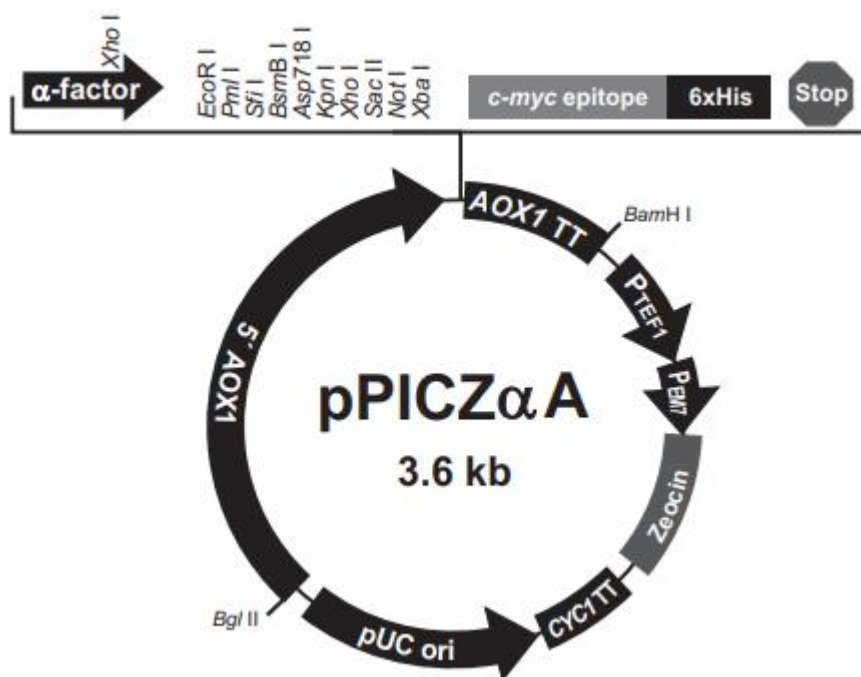 Xho I
α-factor
EcoR I
Pml I
Sfi I
BsmB I
Asp718 I
Kpn I
Xho I
Sac II
Not I
Xba I
c-myc epitope
6xHis
Stop
AOX1 TT
BamH I
PTEF1
PEM7
Zeocin
CYC1 TT
pUC ori
Bgl II
5´ AOX1
pPICZα A
3.6 kb